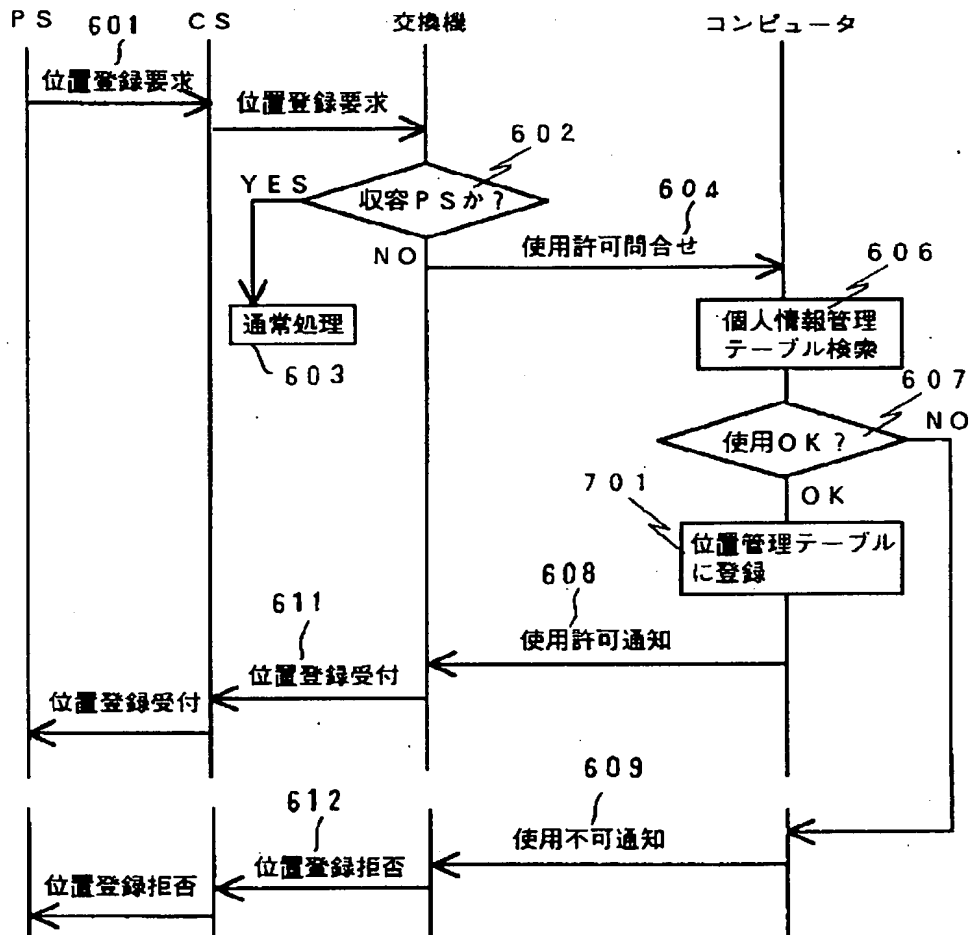 PS
CS
交換機
コンピュータ
601
位置登録要求
位置登録要求
602
YES
収容PSか?
604
NO
使用許可問合せ
606
通常処理
603
個人情報管理
テーブル検索
607
NO
使用OK?
701
OK
位置管理テーブル
に登録
608
611
使用許可通知
位置登録受付
位置登録受付
609
612
使用不可通知
位置登録拒否
位置登録拒否